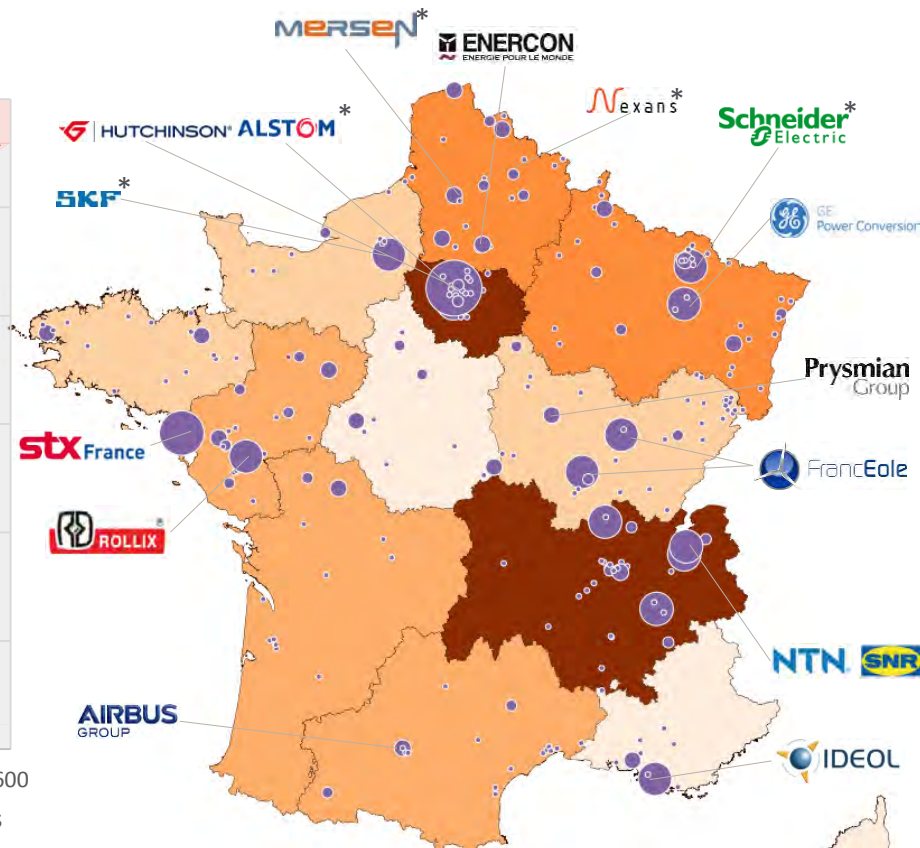 MERSEN*
ENERCON
ENERGIE POUR LE MONDE
Nexans*
HUTCHINSON® ALSTOM*
Schneider*
Electric
SKF*
GE
Power Conversion
Prysmian
Group
STX France
FrancEole
ROLLIX®
NTN® SNR
AIRBUS
GROUP
IDEOL
500
s